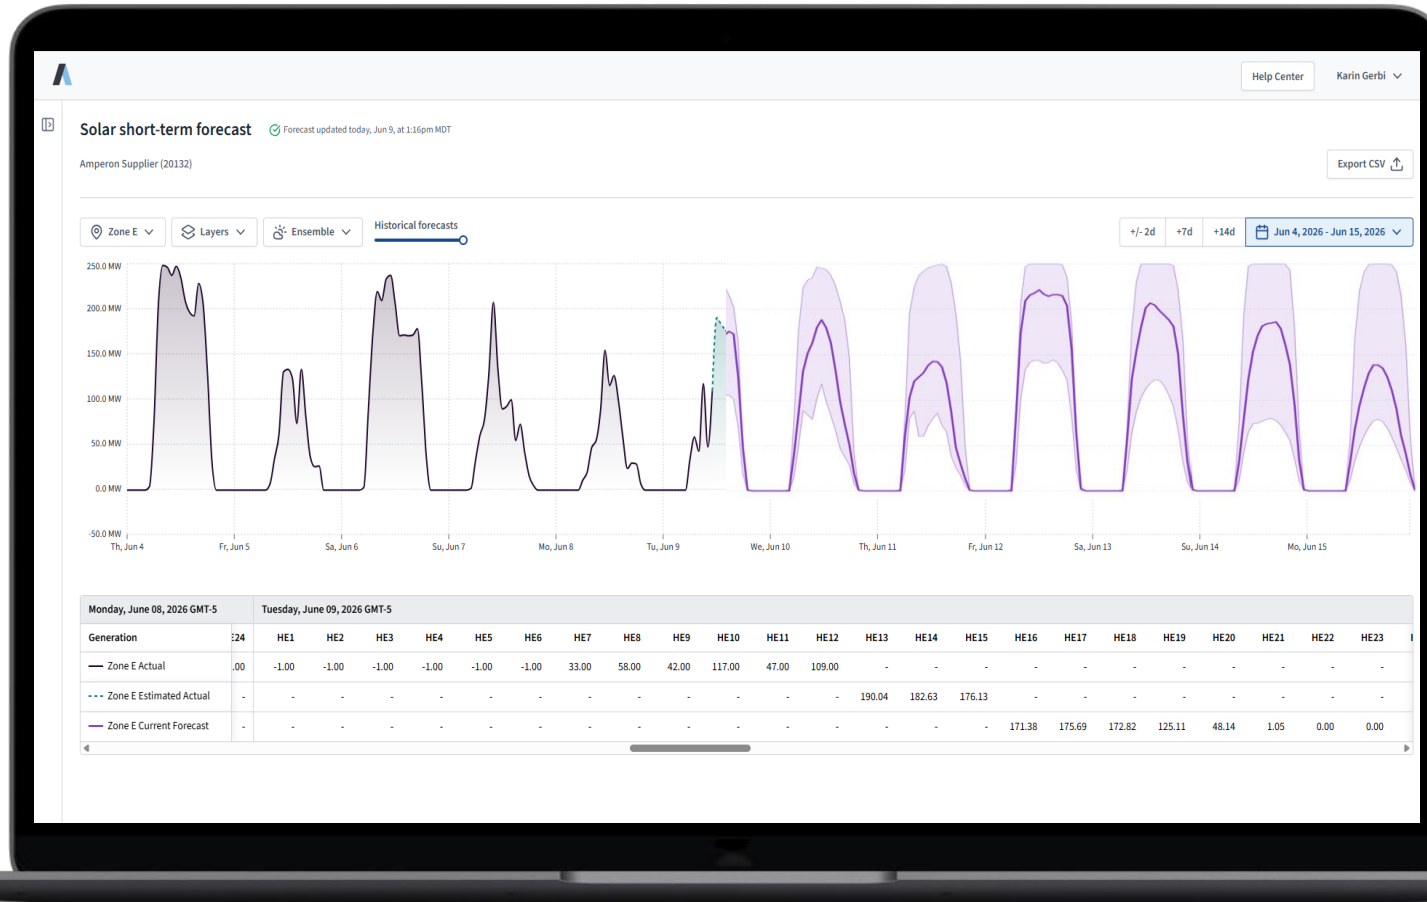 Help Center Karin Gerbi
Solar short-term forecast Forecast updated today, Jun 9, at 1:16pm MDT
Amperon Supplier (20132)
Export CSV
Zone E Layers Ensemble Historical forecasts
+/- 2d +7d +14d Jun 4, 2026 - Jun 15, 2026
250.0 MW
200.0 MW
150.0 MW
100.0 MW
50.0 MW
0.0 MW
-50.0 MW
Th, Jun 4 Fr, Jun 5 Sa, Jun 6 Su, Jun 7 Mo, Jun 8 Tu, Jun 9 We, Jun 10 Th, Jun 11 Fr, Jun 12 Sa, Jun 13 Su, Jun 14 Mo, Jun 15
Monday, June 08, 2026 GMT-5 Tuesday, June 09, 2026 GMT-5
Generation :24 HE1 HE2 HE3 HE4 HE5 HE6 HE7 HE8 HE9 HE10 HE11 HE12 HE13 HE14 HE15 HE16 HE17 HE18 HE19 HE20 HE21 HE22 HE23
Zone E Actual .00 -1.00 -1.00 -1.00 -1.00 -1.00 -1.00 33.00 58.00 42.00 117.00 47.00 109.00 - - - - - - - - - - -
Zone E Estimated Actual - - - - - - - - - - - - - 190.04 182.63 176.13 - - - - - - - -
Zone E Current Forecast - - - - - - - - - - - - - - - - 171.38 175.69 172.82 125.11 48.14 1.05 0.00 0.00